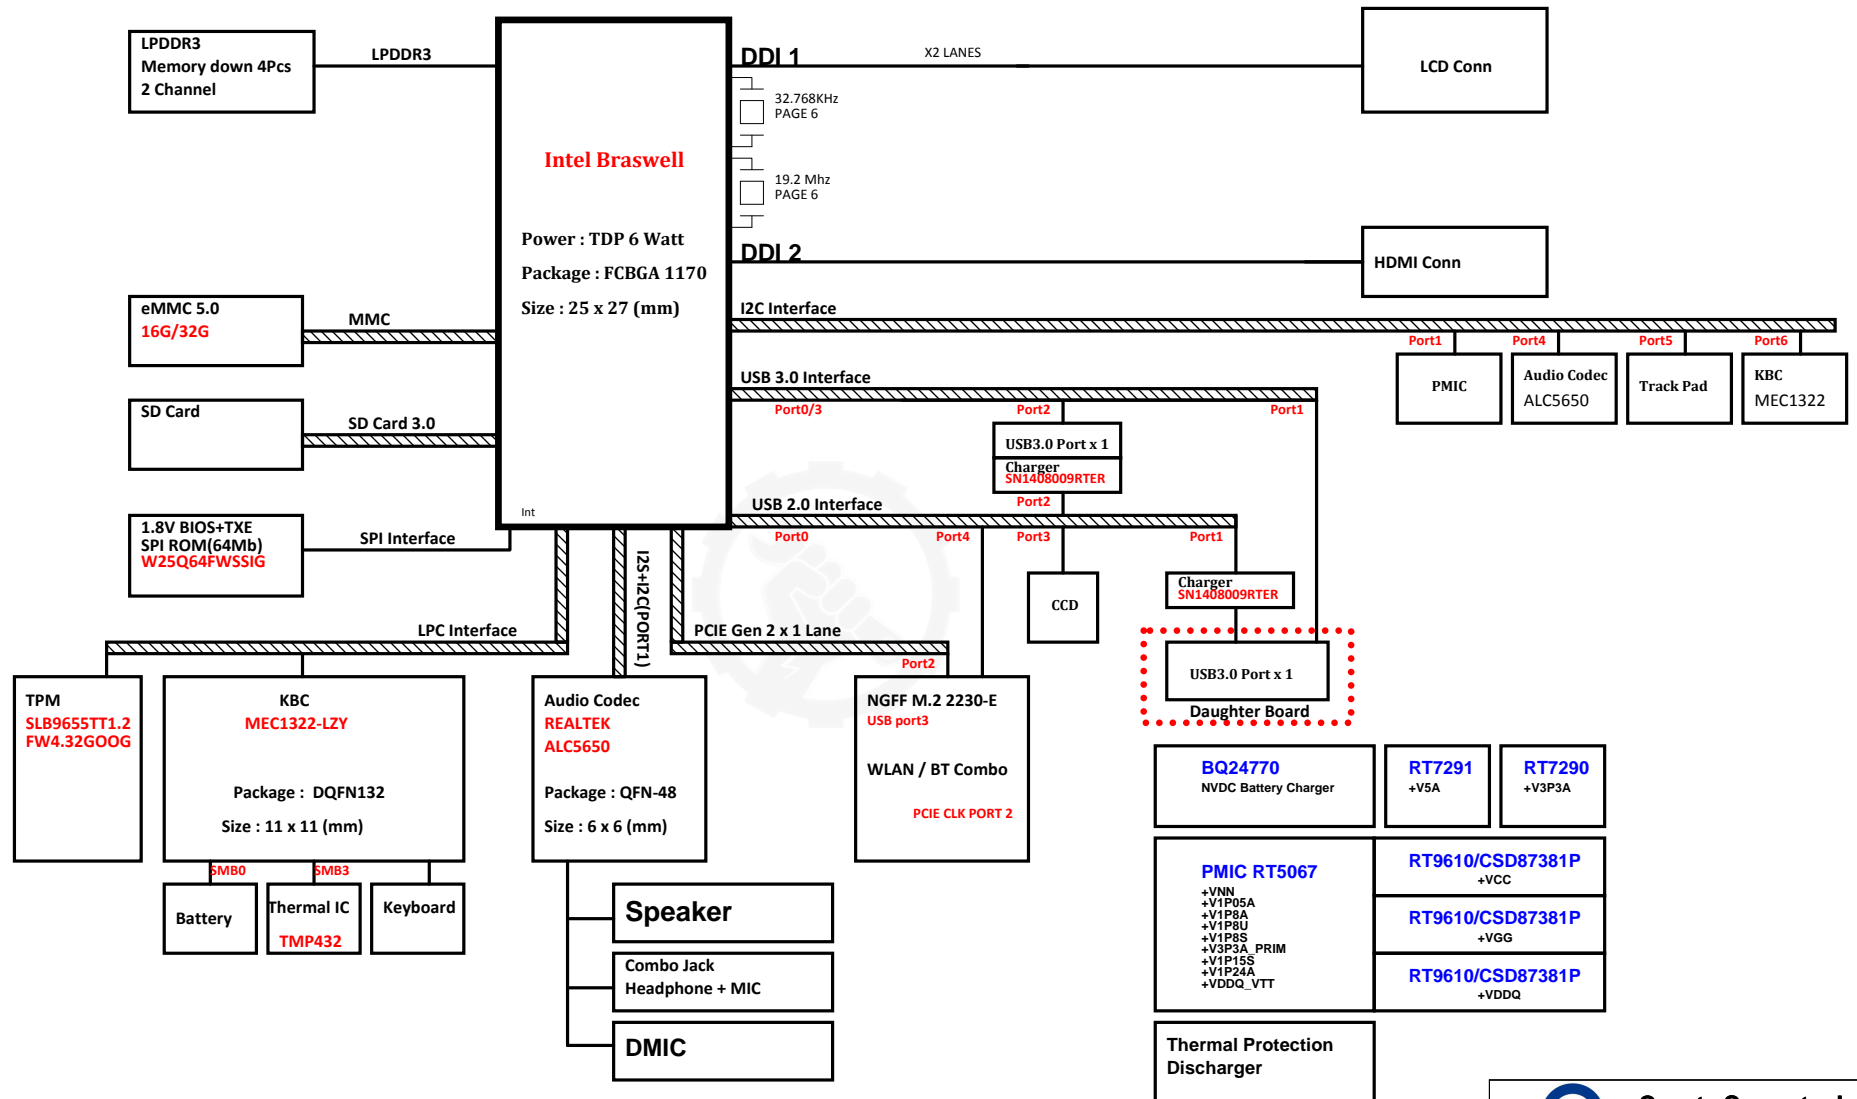 LPDDR3
Memory down 4Pcs
2 Channel
LPDDR3
DDI 1
X2 LANES
LCD Conn
32.768KHz
PAGE 6
Intel Braswell
19.2 Mhz
PAGE 6
Power : TDP 6 Watt
Package : FCBGA 1170
Size : 25 x 27 (mm)
DDI 2
HDMI Conn
eMMC 5.0
16G/32G
MMC
I2C Interface
Port1
Port4
Port5
Port6
PMIC
Audio Codec
ALC5650
Track Pad
KBC
MEC1322
USB 3.0 Interface
Port0/3
Port2
Port1
SD Card
SD Card 3.0
USB3.0 Port x 1
Charger
SN1408009RTER
Port2
Int
USB 2.0 Interface
Port0
Port4
Port3
Port1
1.8V BIOS+TXE
SPI ROM(64Mb)
W25Q64FWSSIG
SPI Interface
I2S+I2C(PORT1)
CCD
Charger
SN1408009RTER
LPC Interface
PCIE Gen 2 x 1 Lane
Port2
USB3.0 Port x 1
Daughter Board
TPM
SLB9655TT1.2
FW4.32GOOG
KBC
MEC1322-LZY
Package : DQFN132
Size : 11 x 11 (mm)
Audio Codec
REALTEK
ALC5650
Package : QFN-48
Size : 6 x 6 (mm)
NGFF M.2 2230-E
USB port3
WLAN / BT Combo
PCIE CLK PORT 2
BQ24770
NVDC Battery Charger
RT7291
+V5A
RT7290
+V3P3A
SMB0
SMB3
Battery
Thermal IC
TMP432
Keyboard
Speaker
Combo Jack
Headphone + MIC
DMIC
PMIC RT5067
+VNN
+V1P05A
+V1P8A
+V1P8U
+V1P8S
+V3P3A_PRIM
+V1P15S
+V1P24A
+VDDQ_VTT
RT9610/CSD87381P
+VCC
RT9610/CSD87381P
+VGG
RT9610/CSD87381P
+VDDQ
Thermal Protection
Discharger